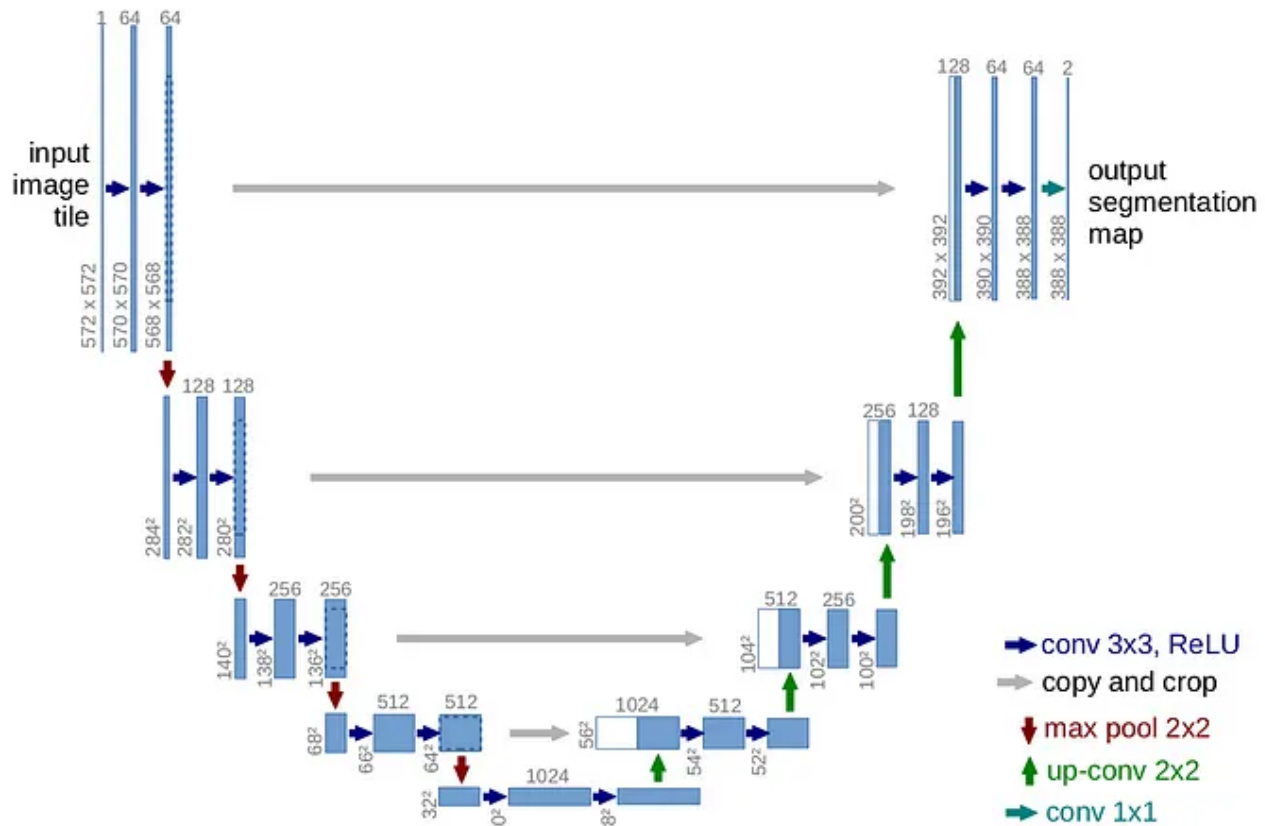 1 64 64
128 64 64 2
input
image
tile
output
segmentation
map
572 x 572
570 x 570
568 x 568
392 x 392
390 x 390
388 x 388
388 x 388
128 128
256 128
284²
282²
280²
200²
198²
196²
256 256
512 256
140²
138²
136²
104²
102²
100²
512 512
1024 512
68²
66²
64²
56²
54²
52²
1024
32²
0²
8²
conv 3x3, ReLU
copy and crop
max pool 2x2
up-conv 2x2
conv 1x1